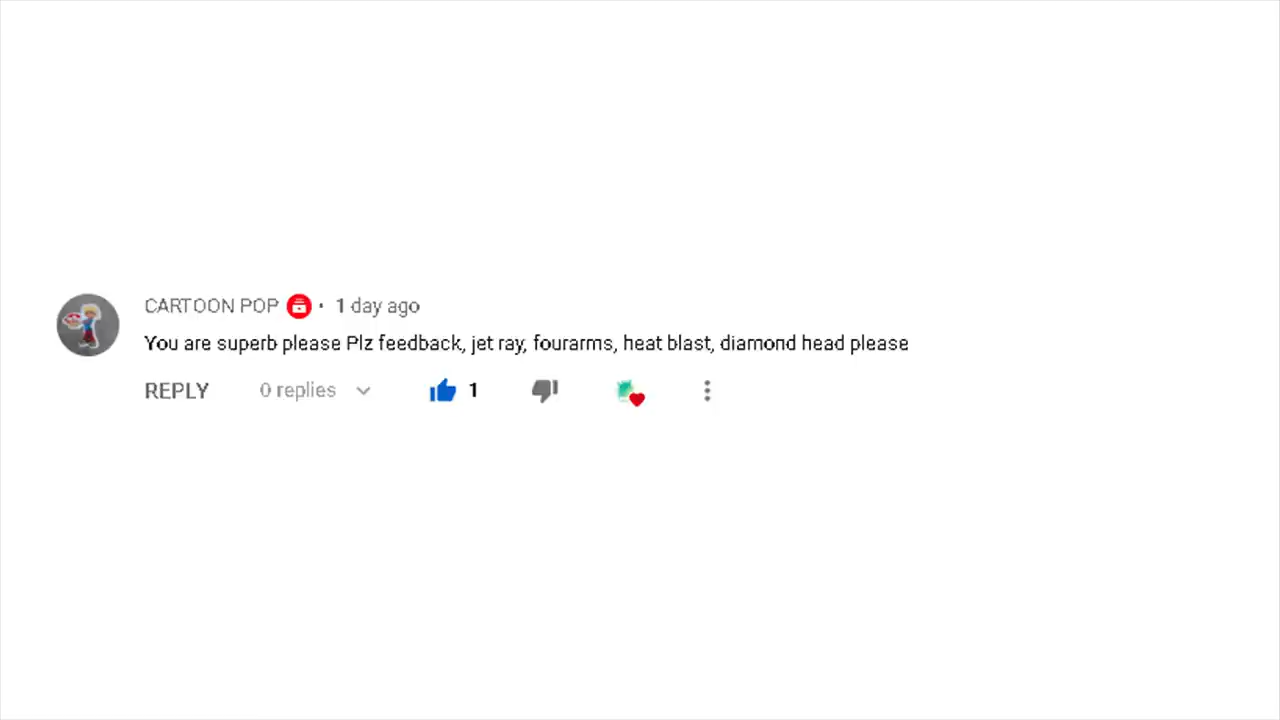 CARTOON POP • 1 day ago
You are superb please Plz feedback, jet ray, fourarms, heat blast, diamond head please
REPLY 0 replies 1